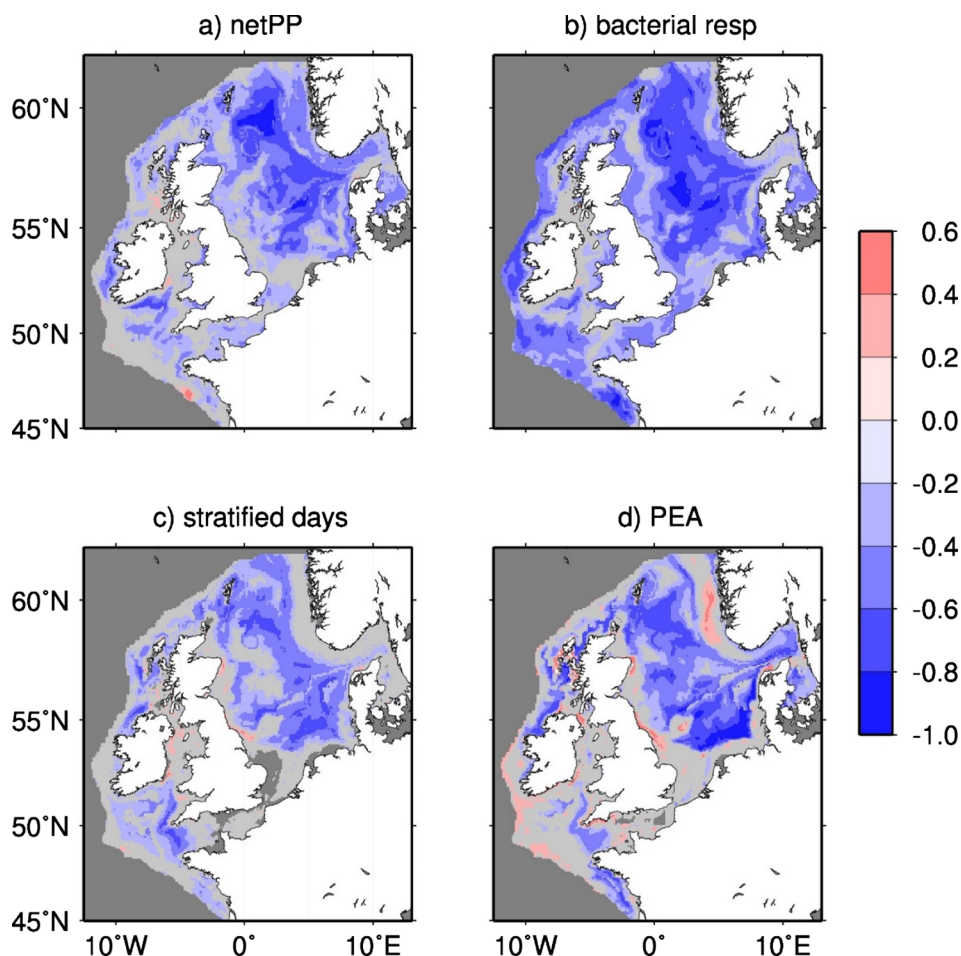 a) netPP
b) bacterial resp
60˚N
55˚N
50˚N
45˚N
0.6
0.4
0.2
0.0
-0.2
-0.4
-0.6
-0.8
-1.0
c) stratified days
d) PEA
60˚N
55˚N
50˚N
45˚N
10˚W
0˚
10˚E
10˚W
0˚
10˚E